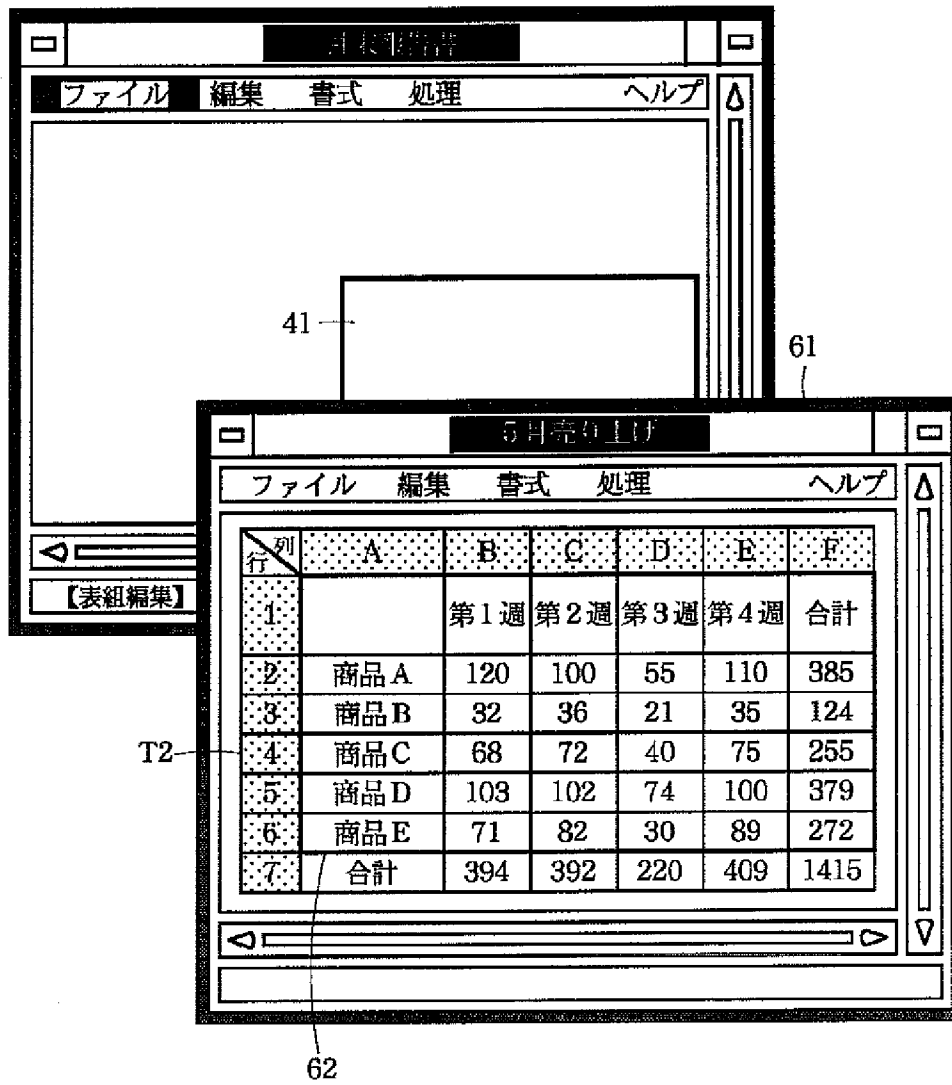 ファイル 編集 書式 処理 ヘルプ
41
61
5月売り上げ
ファイル 編集 書式 処理 ヘルプ
列 行 A B C D E F
【表組編集】
1 第1週 第2週 第3週 第4週 合計
2 商品A 120 100 55 110 385
3 商品B 32 36 21 35 124
T2
4 商品C 68 72 40 75 255
5 商品D 103 102 74 100 379
6 商品E 71 82 30 89 272
7 合計 394 392 220 409 1415
62